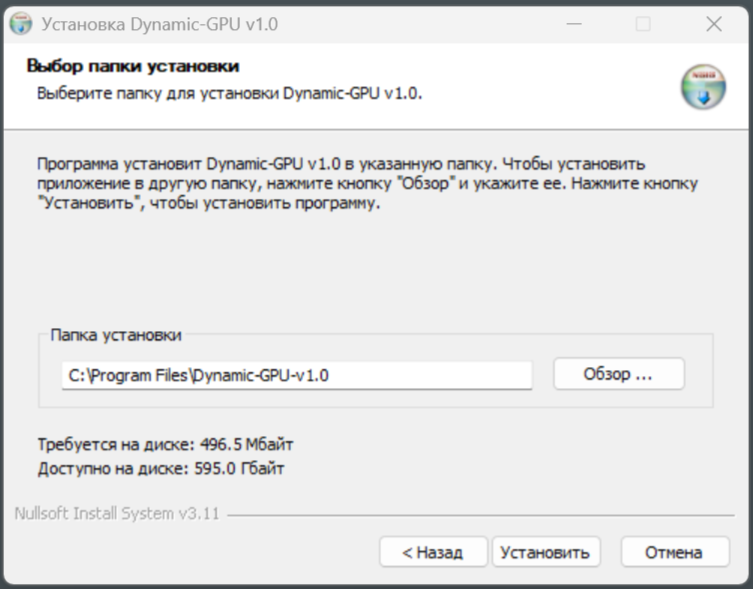 Установка Dynamic-GPU v1.0
Выбор папки установки
Выберите папку для установки Dynamic-GPU v1.0.
Программа установит Dynamic-GPU v1.0 в указанную папку. Чтобы установить
приложение в другую папку, нажмите кнопку "Обзор" и укажите ее. Нажмите кнопку
"Установить", чтобы установить программу.
Папка установки
C:\Program Files\Dynamic-GPU-v1.0
Обзор ...
Требуется на диске: 496.5 Мбайт
Доступно на диске: 595.0 Гбайт
Nullsoft Install System v3.11
< Назад
Установить
Отмена